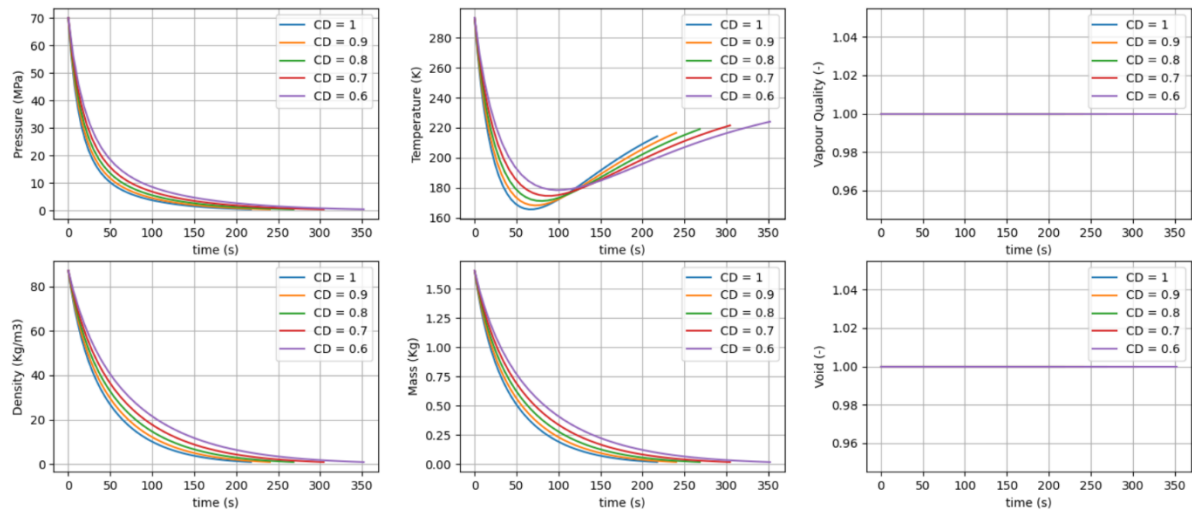 Pressure (MPa)
70
60
50
40
30
20
10
0
0 50 100 150 200 250 300 350
time (s)
CD = 1
CD = 0.9
CD = 0.8
CD = 0.7
CD = 0.6
Temperature (K)
280
260
240
220
200
180
160
0 50 100 150 200 250 300 350
time (s)
CD = 1
CD = 0.9
CD = 0.8
CD = 0.7
CD = 0.6
Vapour Quality (-)
1.04
1.02
1.00
0.98
0.96
0 50 100 150 200 250 300 350
time (s)
CD = 1
CD = 0.9
CD = 0.8
CD = 0.7
CD = 0.6
Density (Kg/m3)
80
60
40
20
0
0 50 100 150 200 250 300 350
time (s)
CD = 1
CD = 0.9
CD = 0.8
CD = 0.7
CD = 0.6
Mass (Kg)
1.50
1.25
1.00
0.75
0.50
0.25
0.00
0 50 100 150 200 250 300 350
time (s)
CD = 1
CD = 0.9
CD = 0.8
CD = 0.7
CD = 0.6
Void (-)
1.04
1.02
1.00
0.98
0.96
0 50 100 150 200 250 300 350
time (s)
CD = 1
CD = 0.9
CD = 0.8
CD = 0.7
CD = 0.6